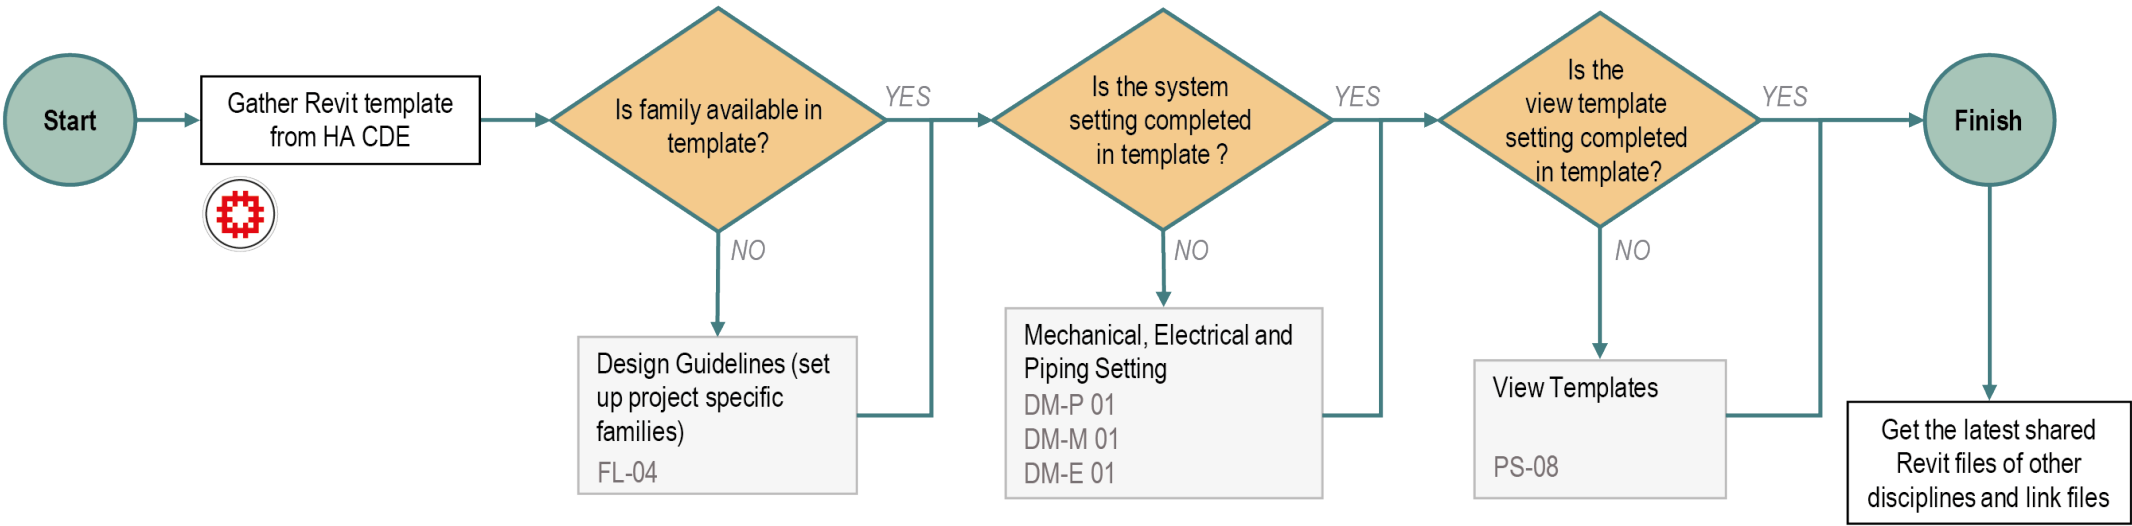 Start
Gather Revit template
from HA CDE
Is family available in
template?
YES
NO
Design Guidelines (set
up project specific
families)
FL-04
Is the system
setting completed
in template ?
YES
NO
Mechanical, Electrical and
Piping Setting
DM-P 01
DM-M 01
DM-E 01
Is the
view template
setting completed
in template?
YES
NO
View Templates
PS-08
Finish
Get the latest shared
Revit files of other
disciplines and link files